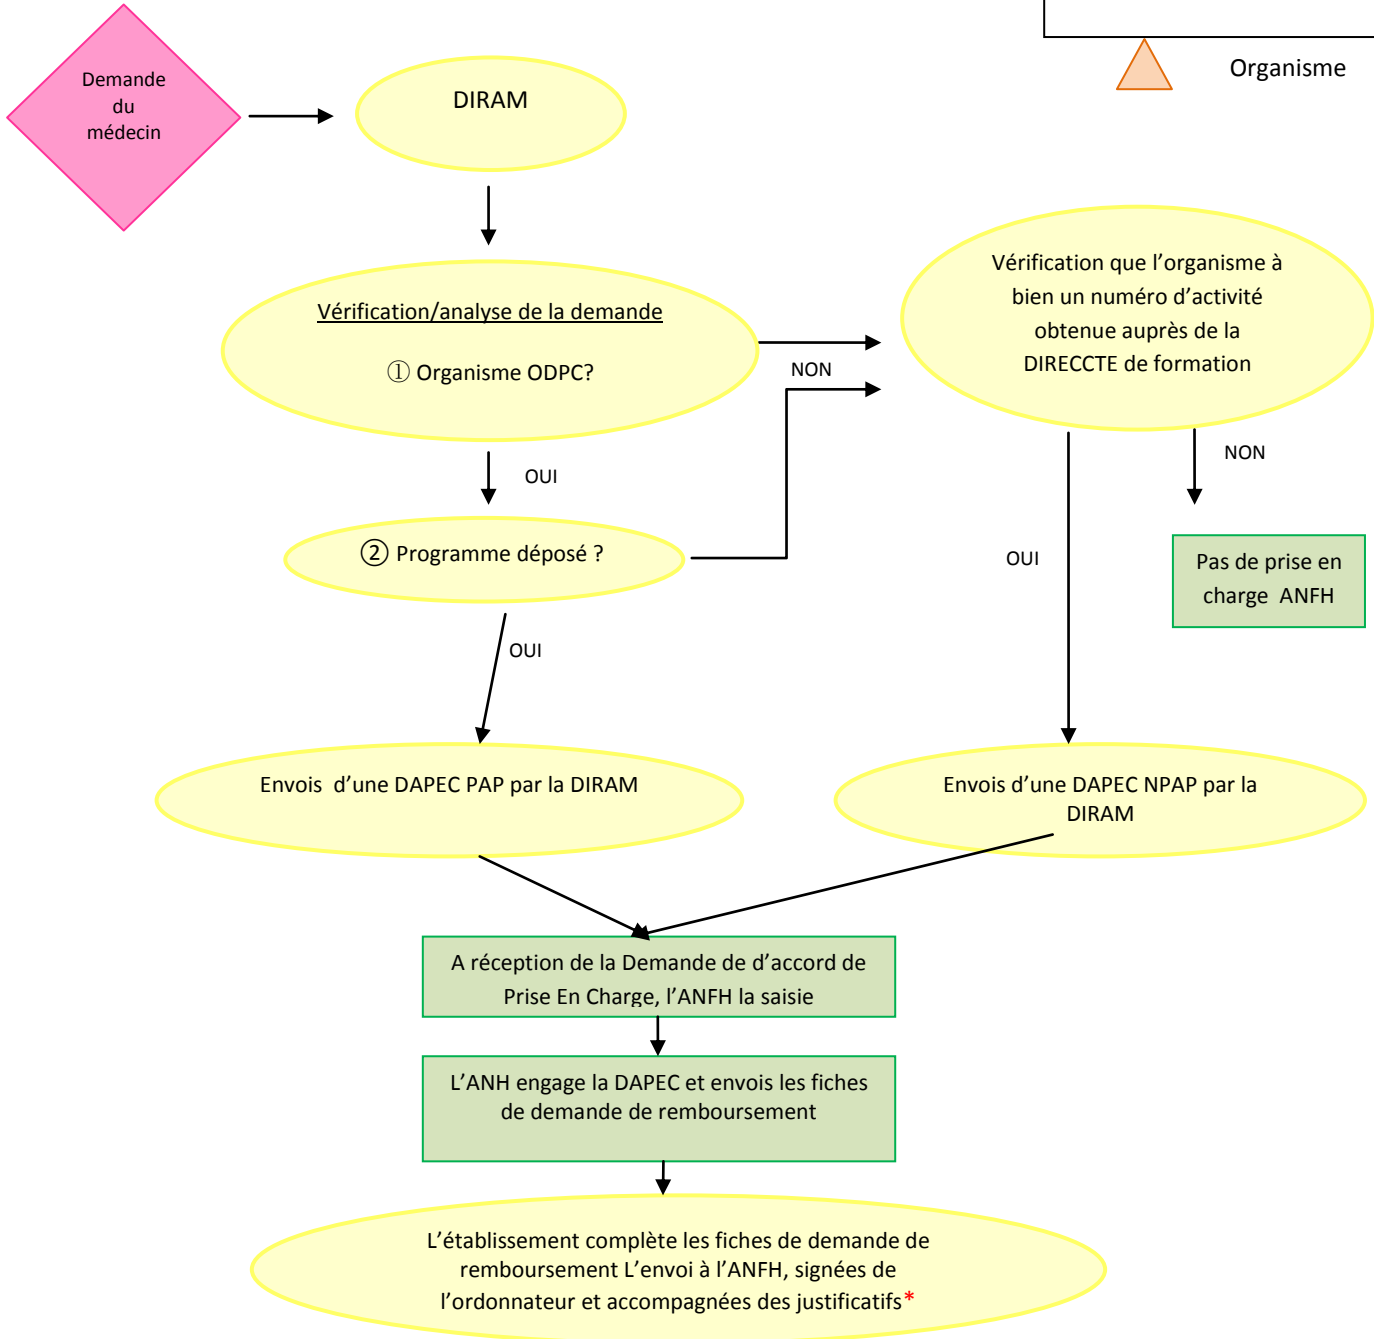 Organisme
Demande
du
médecin
DIRAM
Vérification/analyse de la demande
① Organisme ODPC?
NON
Vérification que l’organisme à
bien un numéro d’activité
obtenue auprès de la
DIRECCTE de formation
OUI
NON
② Programme déposé ?
OUI
Pas de prise en
charge ANFH
OUI
Envois d’une DAPEC PAP par la DIRAM
Envois d’une DAPEC NPAP par la
DIRAM
A réception de la Demande de d’accord de
Prise En Charge, l’ANFH la saisie
L’ANH engage la DAPEC et envois les fiches
de demande de remboursement
L’établissement complète les fiches de demande de
remboursement L’envoi à l’ANFH, signées de
l’ordonnateur et accompagnées des justificatifs*